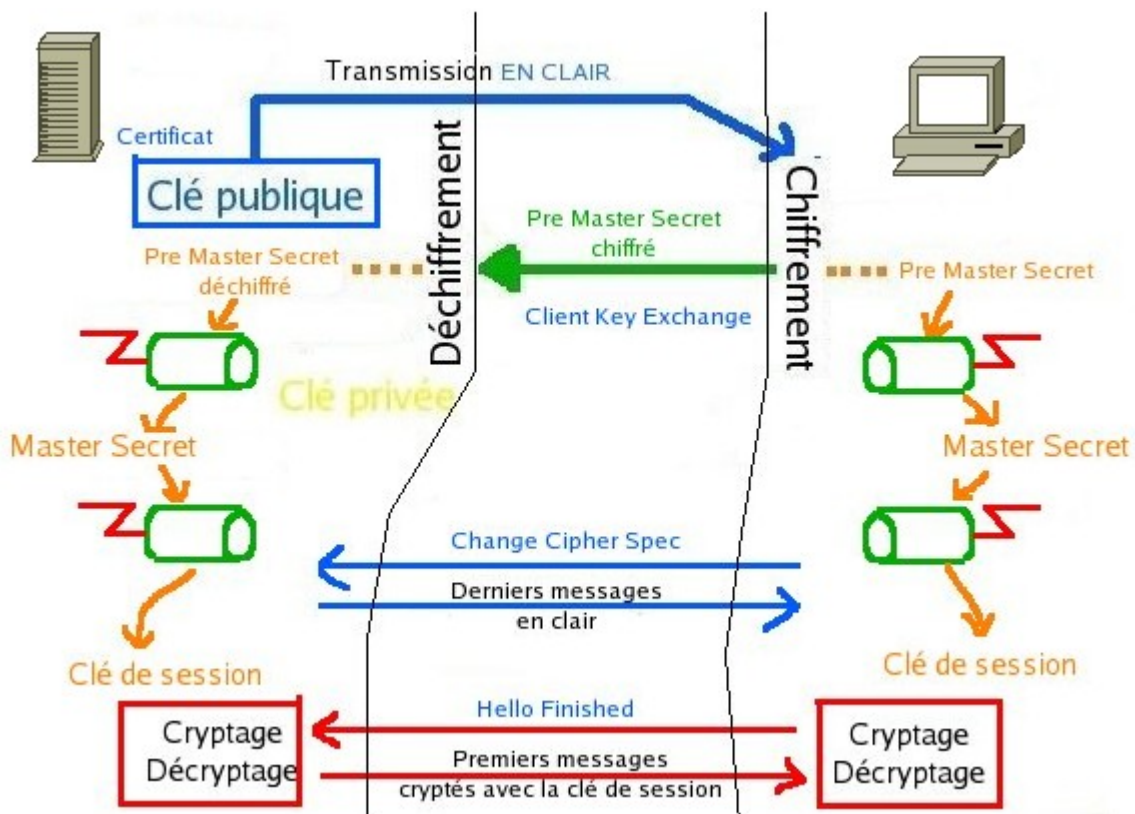 Transmission EN CLAIR
Certificat
Clé publique
Déchiffrement
Chiffrement
Pre Master Secret
chiffré
Pre Master Secret
déchiffré
Pre Master Secret
Client Key Exchange
Clé privée
Master Secret
Master Secret
Change Cipher Spec
Derniers messages
en clair
Clé de session
Clé de session
Hello Finished
Cryptage
Décryptage
Premiers messages
cryptés avec la clé de session
Cryptage
Décryptage